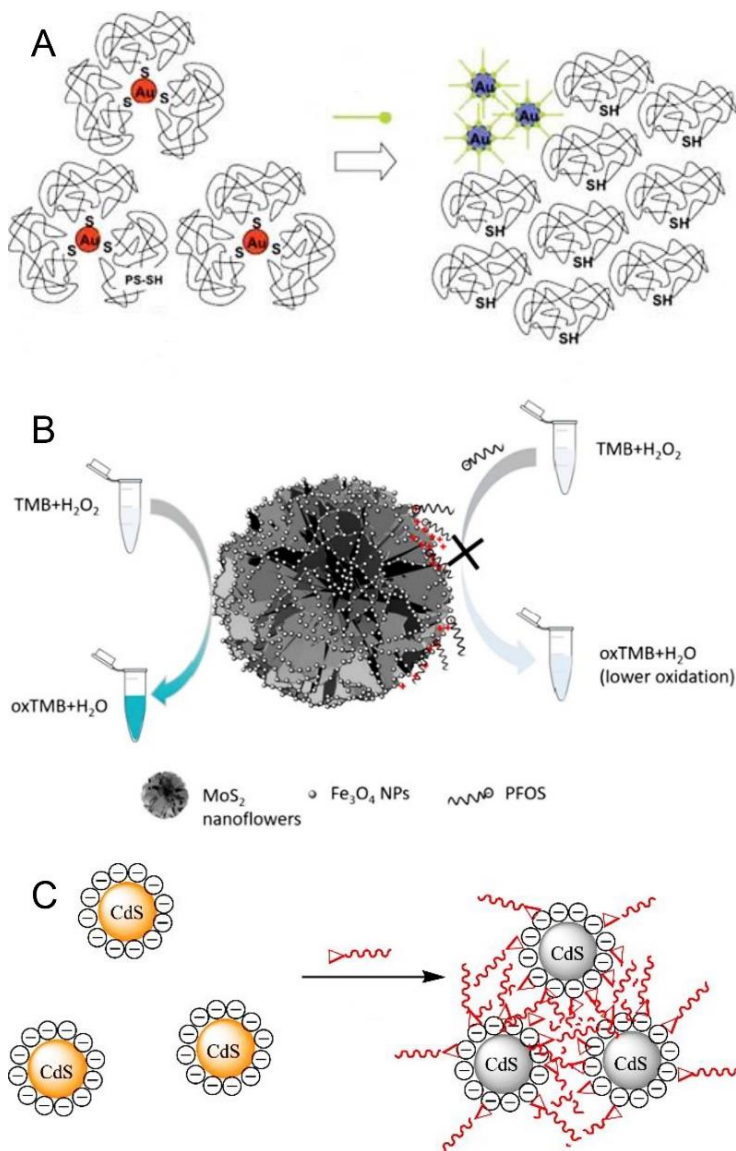 A
S
Au
S
S
S
Au
S
S
PS-SH
S
Au
S
S
Au
Au
Au
SH
SH
SH
SH
SH
SH
SH
SH
SH
B
TMB+H₂O₂
oxTMB+H₂O
TMB+H₂O₂
oxTMB+H₂O
(lower oxidation)
MoS₂
nanoflowers
Fe₃O₄ NPs
PFOS
C
CdS
CdS
CdS
CdS
CdS
CdS